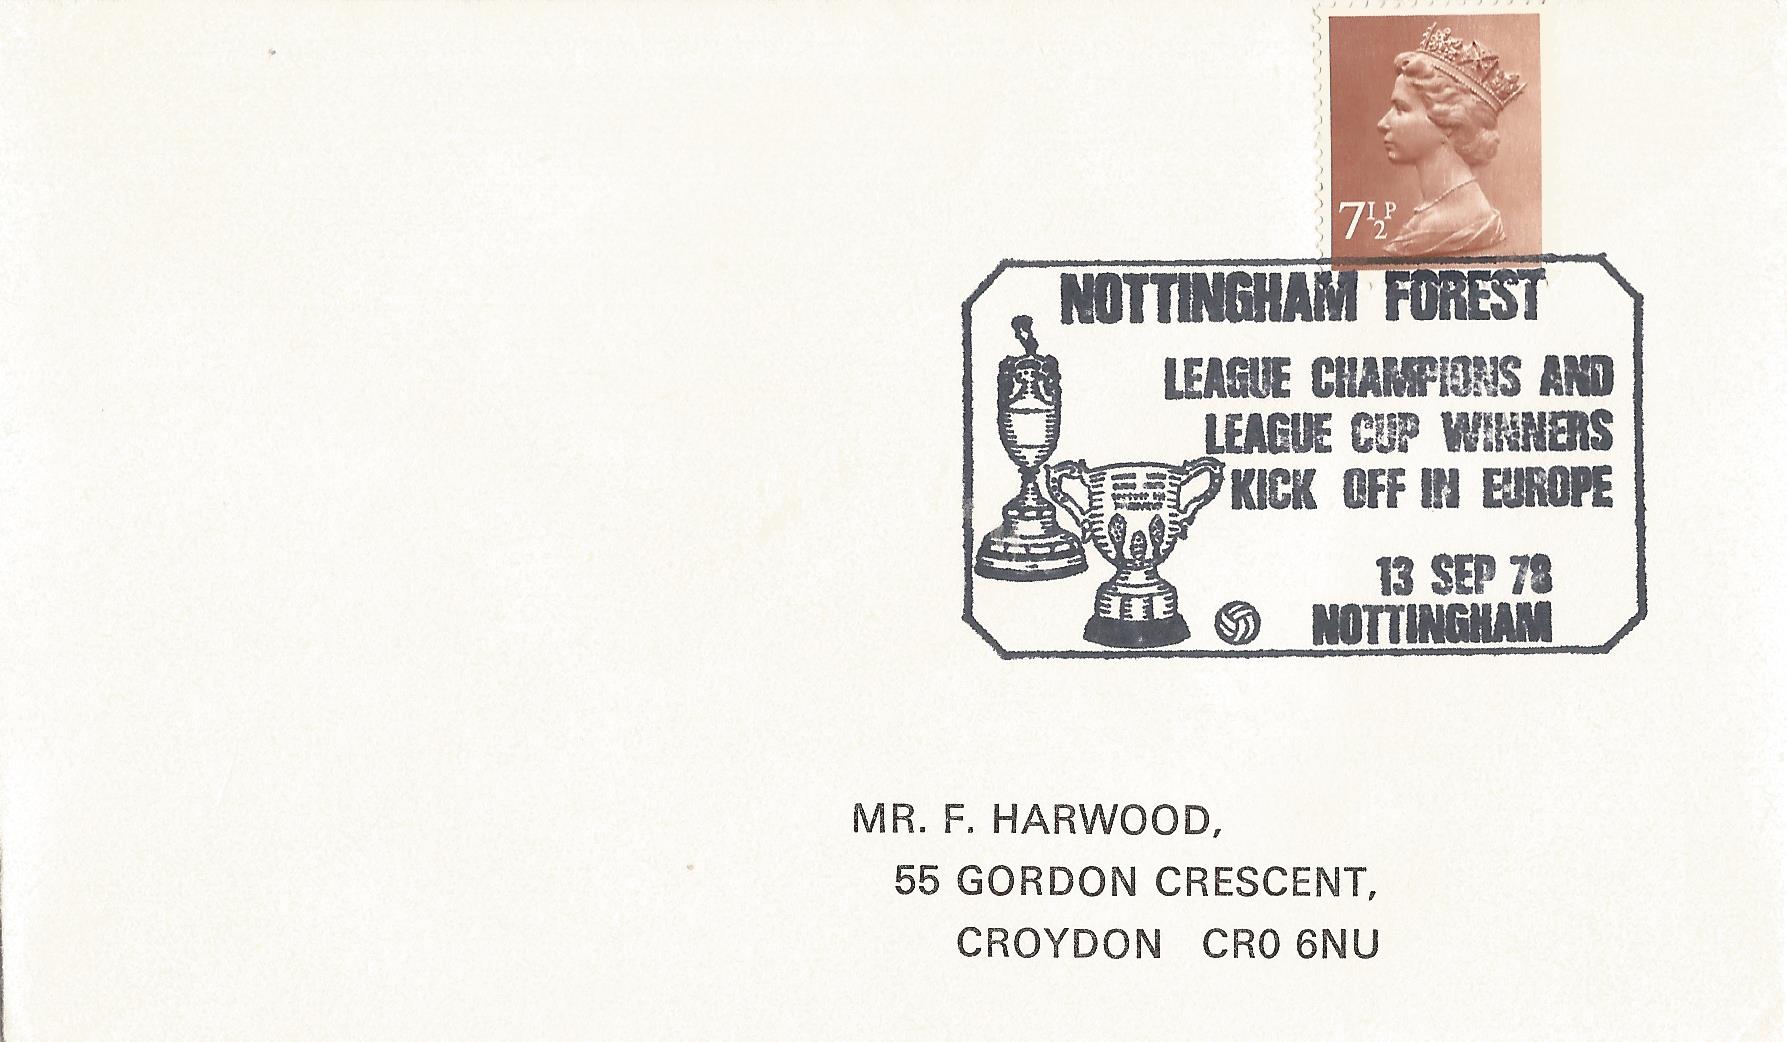 7½P
NOTTINGHAM FOREST
LEAGUE CHAMPIONS AND
LEAGUE CUP WINNERS
KICK OFF IN EUROPE
13 SEP 78
NOTTINGHAM
MR. F. HARWOOD,
55 GORDON CRESCENT,
CROYDON CR0 6NU